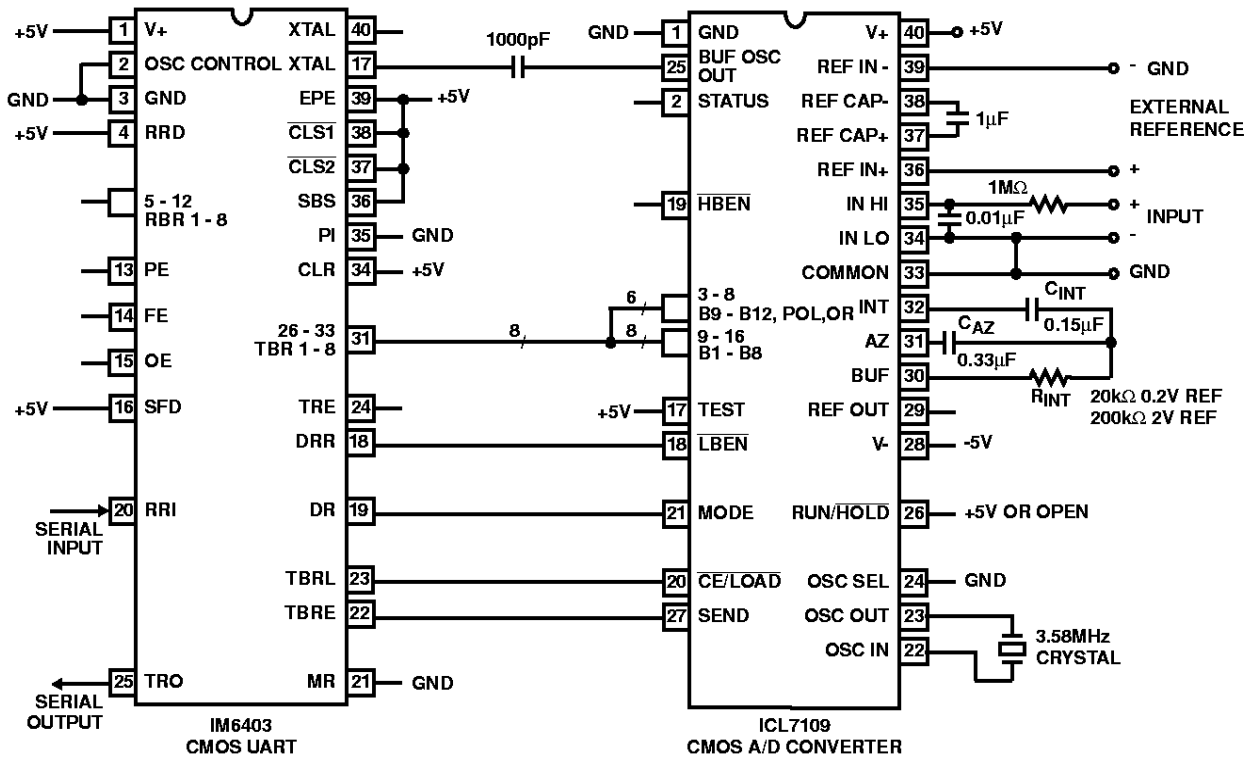 +5V 1 V+ XTAL 40
2 OSC CONTROL XTAL 17
1000pF
GND 3 GND EPE 39 +5V
+5V 4 RRD CLS1 38
CLS2 37
5 - 12 SBS 36
RBR 1 - 8
PI 35 GND
13 PE CLR 34 +5V
14 FE
26 - 33 31 8
TBR 1 - 8
15 OE
+5V 16 SFD TRE 24
DRR 18
SERIAL INPUT 20 RRI DR 19
TBRL 23
TBRE 22
SERIAL OUTPUT 25 TRO MR 21 GND
IM6403
CMOS UART
GND 1 GND V+ 40 +5V
25 BUF OSC OUT REF IN - 39 - GND
2 STATUS REF CAP- 38
1µF
EXTERNAL
REFERENCE
REF CAP+ 37
REF IN+ 36 +
1MΩ
19 HBEN IN HI 35 +
0.01µF INPUT
IN LO 34 -
COMMON 33 GND
6 3 - 8 INT 32 CINT
B9 - B12, POL,OR 0.15µF
8 9 - 16 AZ 31 CAZ
B1 - B8 0.33µF
BUF 30 RINT 20kΩ 0.2V REF
200kΩ 2V REF
+5V 17 TEST REF OUT 29
18 LBEN V- 28 -5V
21 MODE RUN/HOLD 26 +5V OR OPEN
20 CE/LOAD OSC SEL 24 GND
27 SEND OSC OUT 23
3.58MHz
CRYSTAL
OSC IN 22
ICL7109
CMOS A/D CONVERTER